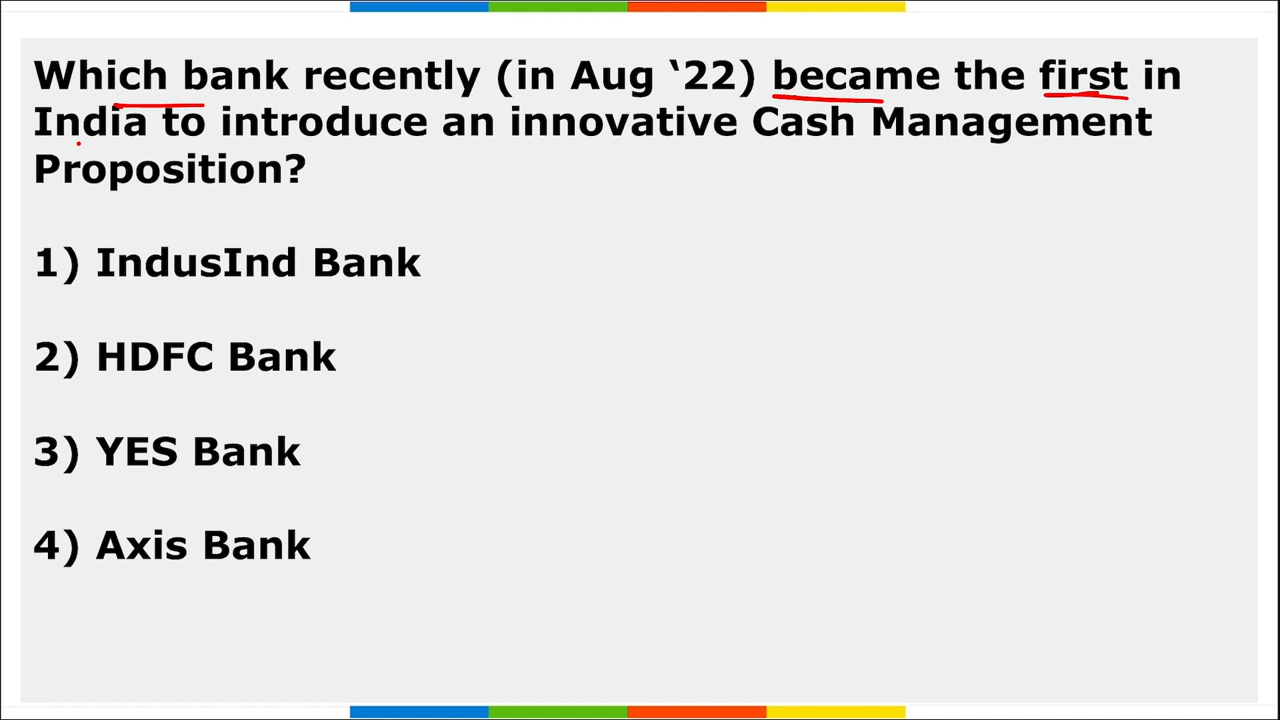 Which bank recently (in Aug ‘22) became the first in
India to introduce an innovative Cash Management
Proposition?
1) IndusInd Bank
2) HDFC Bank
3) YES Bank
4) Axis Bank